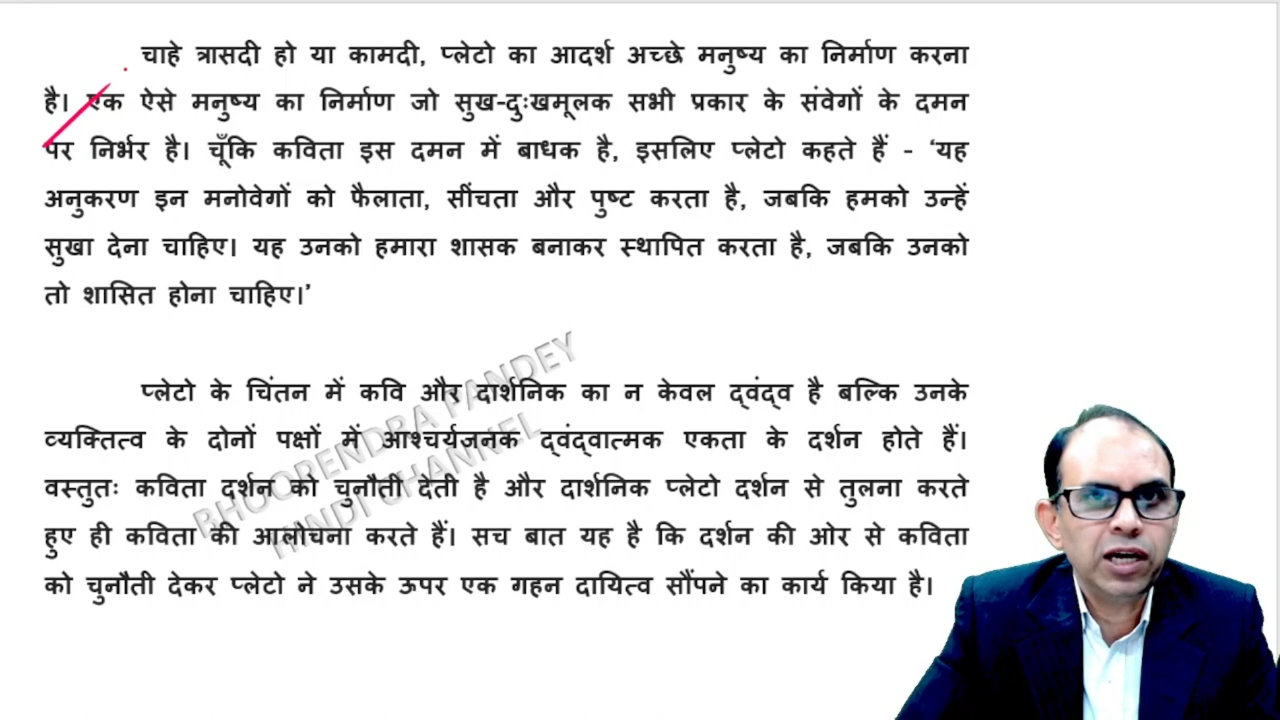 चाहे त्रासदी हो या कामदी, प्लेटो का आदर्श अच्छे मनुष्य का निर्माण करना
है। एक ऐसे मनुष्य का निर्माण जो सुख-दुःखमूलक सभी प्रकार के संवेगों के दमन
पर निर्भर है। चूँकि कविता इस दमन में बाधक है, इसलिए प्लेटो कहते हैं - ‘यह
अनुकरण इन मनोवेगों को फैलाता, सींचता और पुष्ट करता है, जबकि हमको उन्हें
सुखा देना चाहिए। यह उनको हमारा शासक बनाकर स्थापित करता है, जबकि उनको
तो शासित होना चाहिए।’
प्लेटो के चिंतन में कवि और दार्शनिक का न केवल द्वंद्व है बल्कि उनके
व्यक्तित्व के दोनों पक्षों में आश्चर्यजनक द्वंद्वात्मक एकता के दर्शन होते हैं।
वस्तुतः कविता दर्शन को चुनौती देती है और दार्शनिक प्लेटो दर्शन से तुलना करते
हुए ही कविता की आलोचना करते हैं। सच बात यह है कि दर्शन की ओर से कविता
को चुनौती देकर प्लेटो ने उसके ऊपर एक गहन दायित्व सौंपने का कार्य किया है।
BHOOPENDRA PANDEY
HINDI CHANNEL